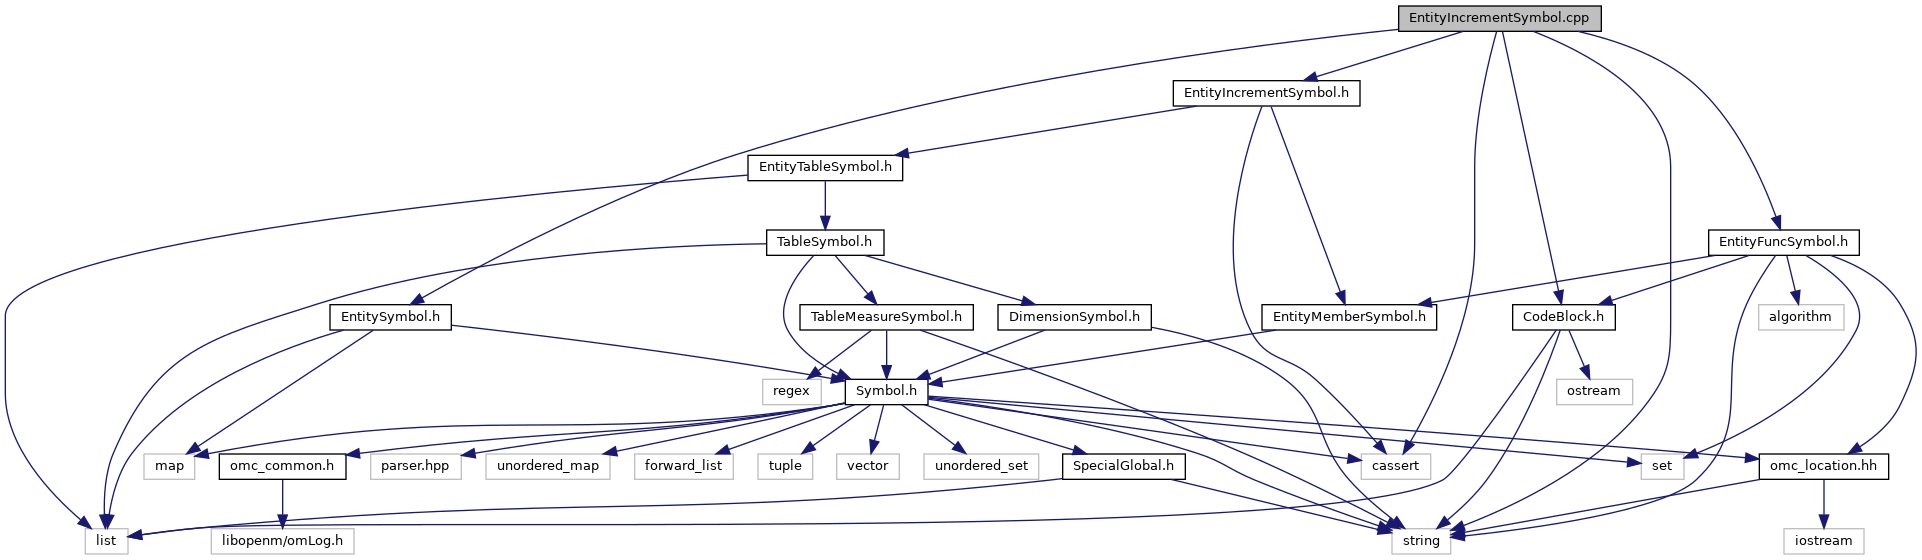 EntityIncrementSymbol.cpp
EntityIncrementSymbol.h
EntityTableSymbol.h
TableSymbol.h
EntityFuncSymbol.h
EntitySymbol.h
TableMeasureSymbol.h
DimensionSymbol.h
EntityMemberSymbol.h
CodeBlock.h
algorithm
regex
Symbol.h
ostream
map
omc_common.h
parser.hpp
unordered_map
forward_list
tuple
vector
unordered_set
SpecialGlobal.h
cassert
set
omc_location.hh
list
libopenm/omLog.h
string
iostream